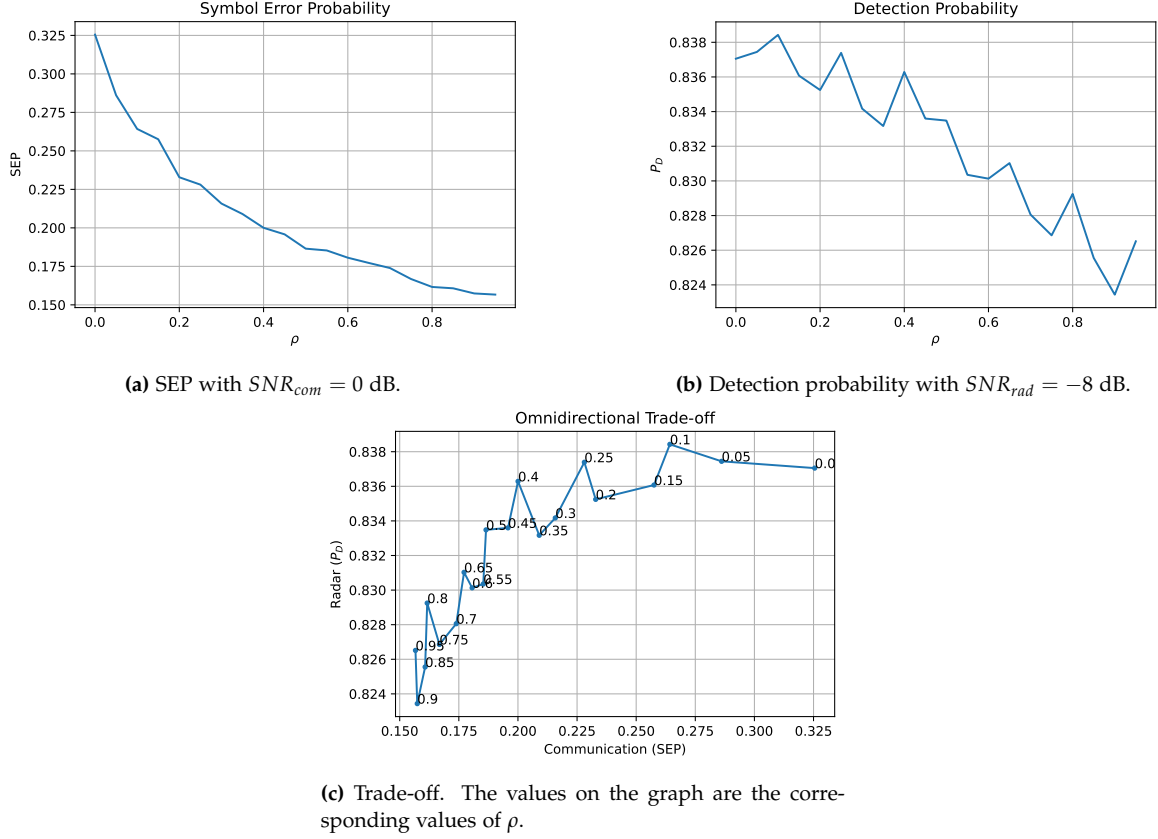 Symbol Error Probability
0.325
0.300
0.275
0.250
0.225
0.200
0.175
0.150
SEP
0.0 0.2 0.4 0.6 0.8
ρ
(a) SEP with SNR_com = 0 dB.
Detection Probability
0.838
0.836
0.834
0.832
0.830
0.828
0.826
0.824
P_D
0.0 0.2 0.4 0.6 0.8
ρ
(b) Detection probability with SNR_rad = −8 dB.
Omnidirectional Trade-off
0.838
0.836
0.834
0.832
0.830
0.828
0.826
0.824
Radar (P_D)
0.0
0.05
0.1
0.15
0.2
0.25
0.3
0.35
0.4
0.45
0.5
0.55
0.6
0.65
0.7
0.75
0.8
0.85
0.9
0.95
0.150 0.175 0.200 0.225 0.250 0.275 0.300 0.325
Communication (SEP)
(c) Trade-off. The values on the graph are the corre-
sponding values of ρ.